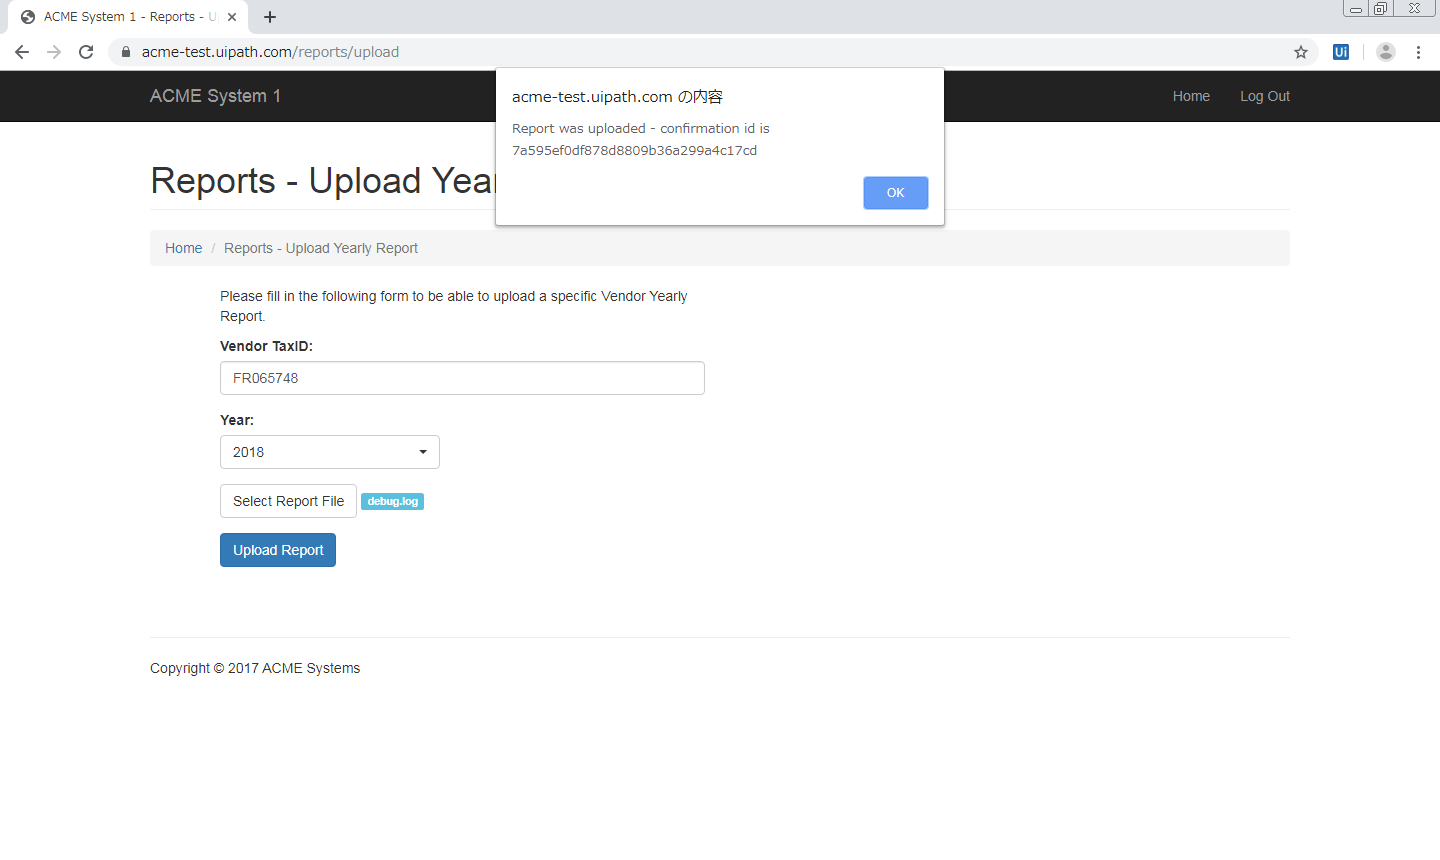 ACME System 1 - Reports - U
acme-test.uipath.com/reports/upload
Ui
ACME System 1
Home
Log Out
acme-test.uipath.com の内容
Report was uploaded - confirmation id is
7a595ef0df878d8809b36a299a4c17cd
OK
Reports - Upload Year
Home / Reports - Upload Yearly Report
Please fill in the following form to be able to upload a specific Vendor Yearly
Report.
Vendor TaxID:
FR065748
Year:
2018
Select Report File debug.log
Upload Report
Copyright © 2017 ACME Systems